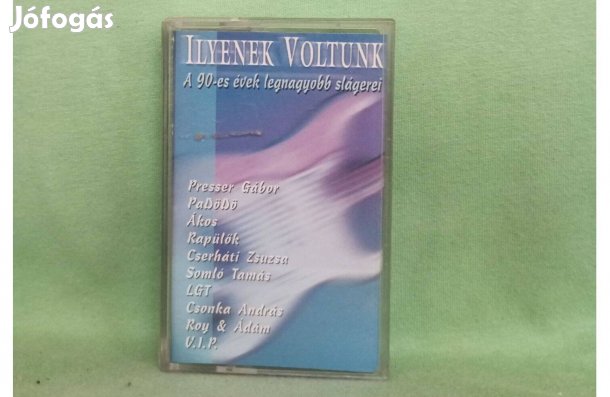 Jófogás
ILYENEK VOLTUNK
A 90-es évek legnagyobb slágerei
Presser Gábor
PaDöDö
Ákos
Rapülők
Cserháti Zsuzsa
Somló Tamás
LGT
Csonka András
Roy & Ádám
V.I.P.